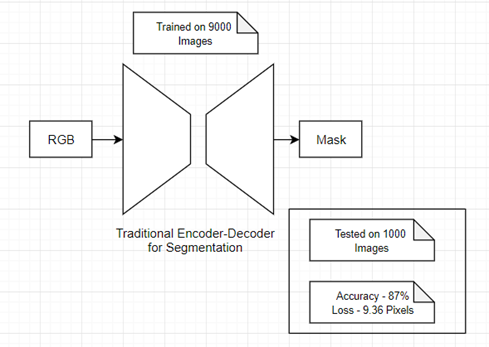 Trained on 9000
Images
RGB
Mask
Traditional Encoder-Decoder
for Segmentation
Tested on 1000
Images
Accuracy - 87%
Loss - 9.36 Pixels